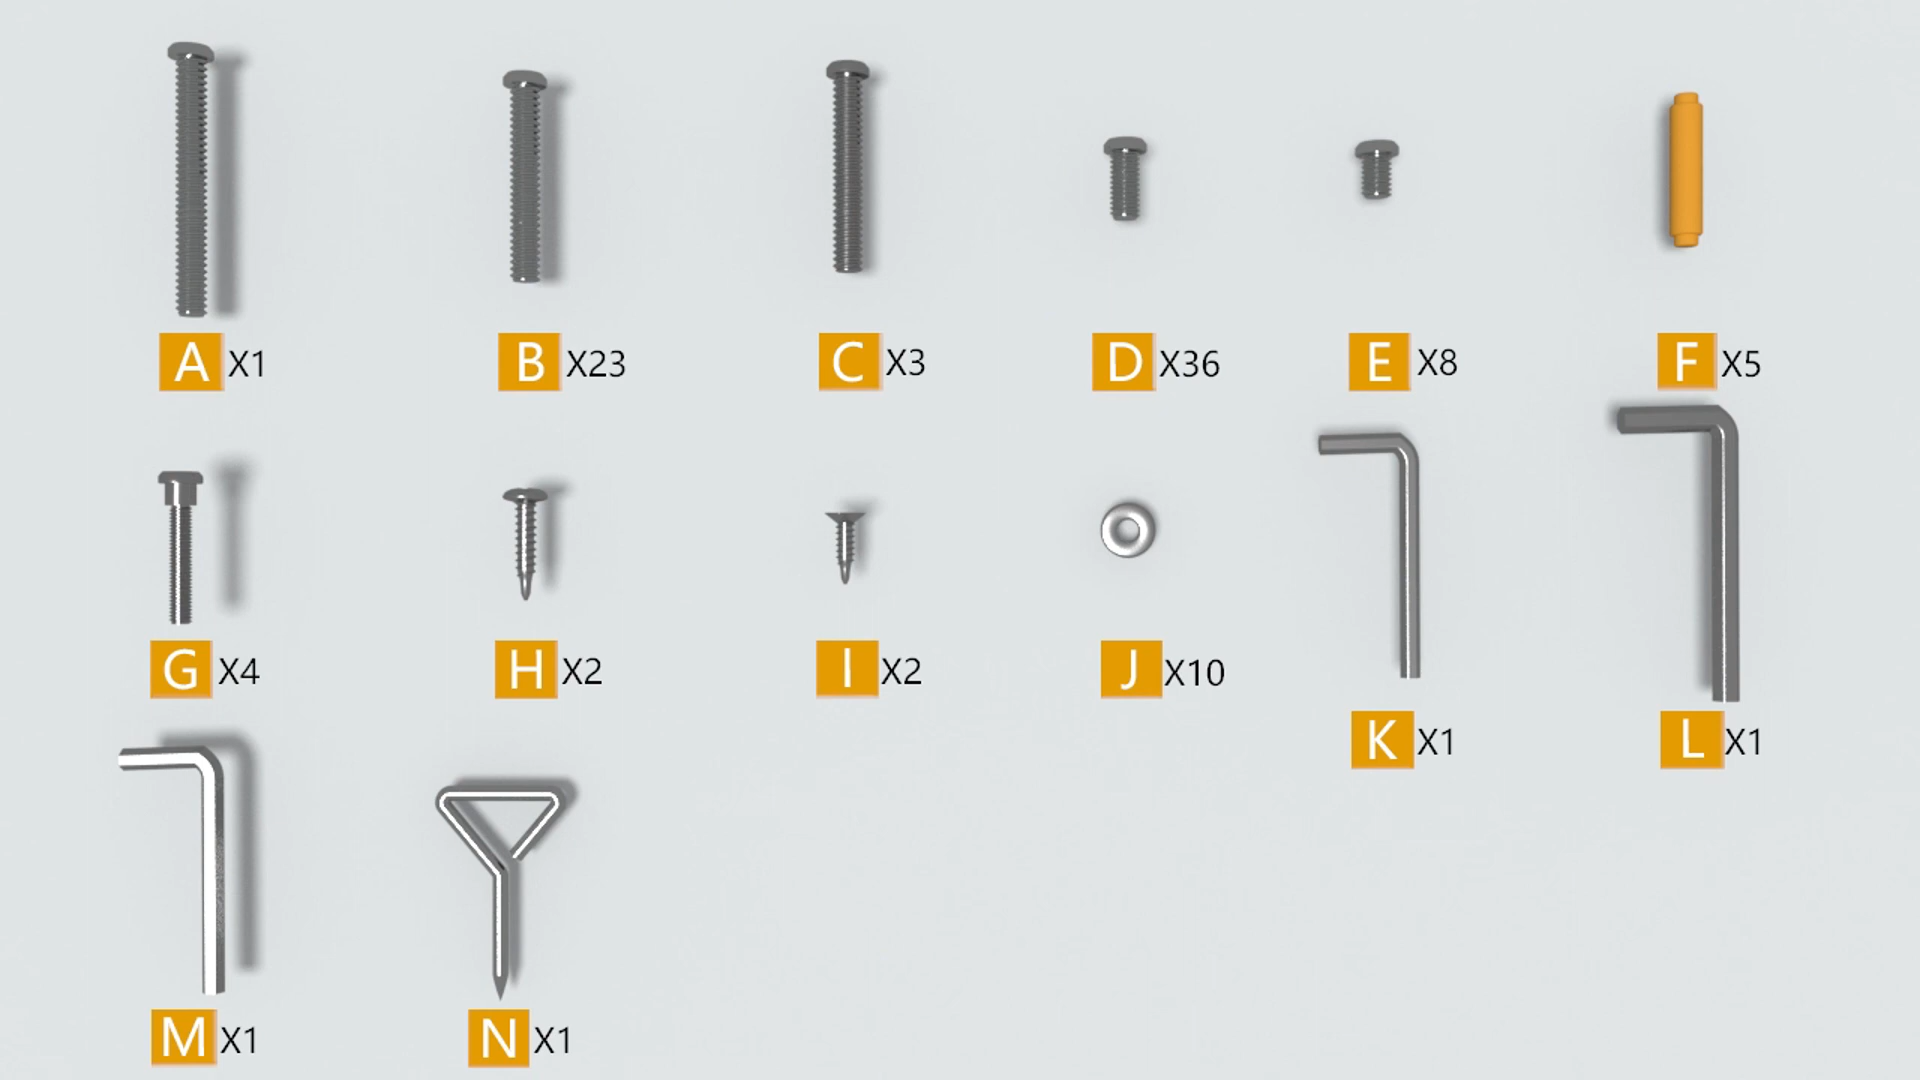 A X1 B X23 C X3 D X36 E X8 F X5
G X4 H X2 I X2 J X10
K X1 L X1
M X1 N X1